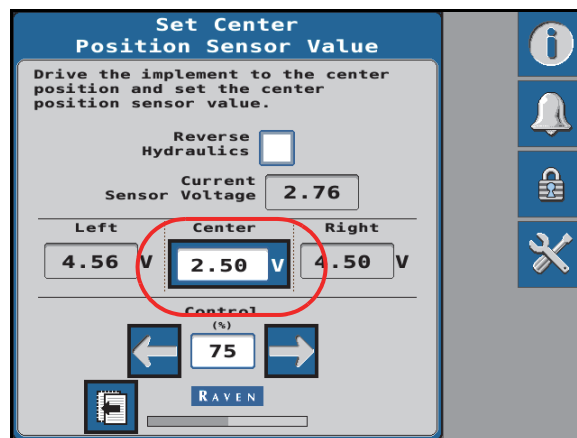 Set Center
Position Sensor Value
Drive the implement to the center
position and set the center
position sensor value.
Reverse
Hydraulics
Current
Sensor Voltage 2.76
Left Center Right
4.56 V 2.50 V 4.50 V
Control
(%)
75
RAVEN